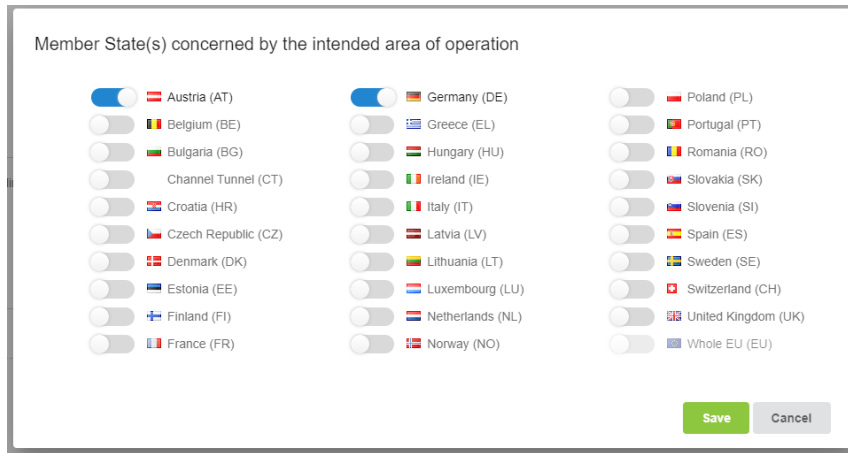 Member State(s) concerned by the intended area of operation
Austria (AT)
Belgium (BE)
Bulgaria (BG)
Channel Tunnel (CT)
Croatia (HR)
Czech Republic (CZ)
Denmark (DK)
Estonia (EE)
Finland (FI)
France (FR)
Germany (DE)
Greece (EL)
Hungary (HU)
Ireland (IE)
Italy (IT)
Latvia (LV)
Lithuania (LT)
Luxembourg (LU)
Netherlands (NL)
Norway (NO)
Poland (PL)
Portugal (PT)
Romania (RO)
Slovakia (SK)
Slovenia (SI)
Spain (ES)
Sweden (SE)
Switzerland (CH)
United Kingdom (UK)
Whole EU (EU)
Save
Cancel